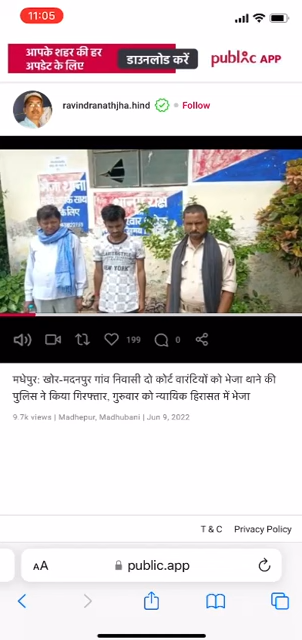 11:05
आपके शहर की हर
अपडेट के लिए
डाउनलोड करें
public APP
ravindranathjha.hind
Follow
NEW YORK
199
0
मधेपुर: खोर-मदनपुर गांव निवासी दो कोर्ट वारंटियों को भेजा थाने की
पुलिस ने किया गिरफ्तार, गुरुवार को न्यायिक हिरासत में भेजा
9.7k views | Madhepur, Madhubani | Jun 9, 2022
T & C Privacy Policy
AA
public.app